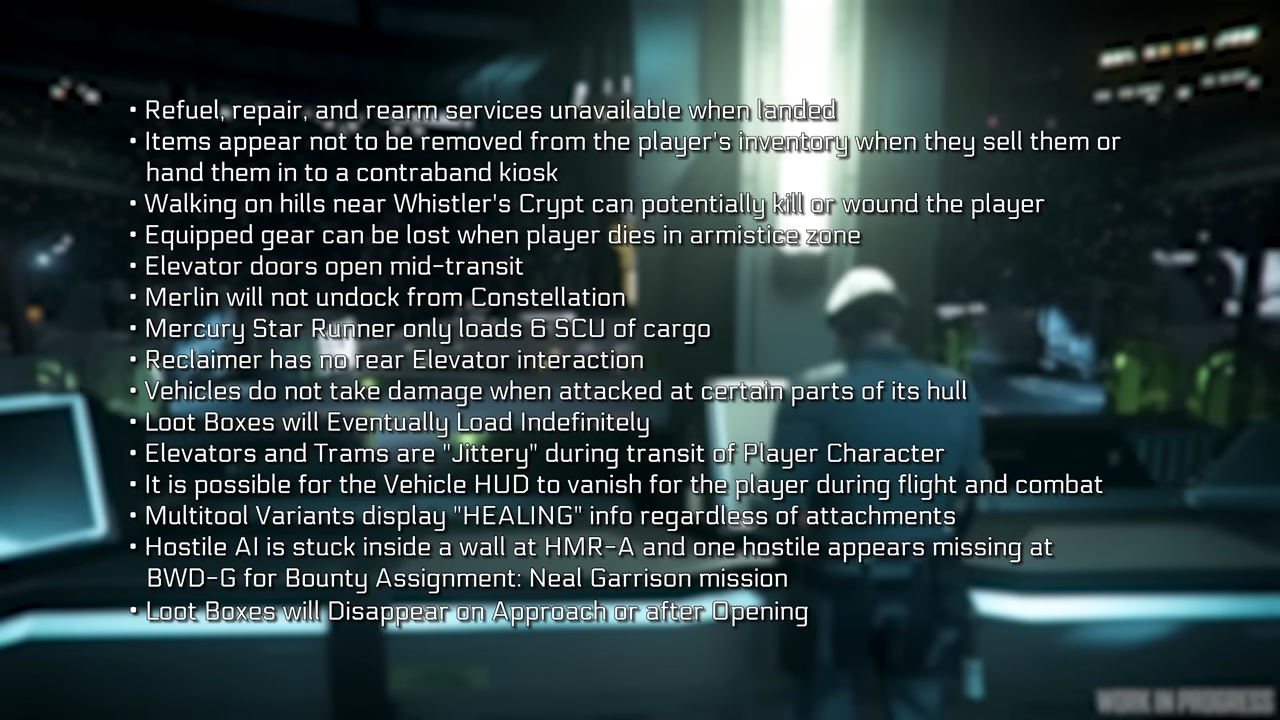 • Refuel, repair, and rearm services unavailable when landed
• Items appear not to be removed from the player's inventory when they sell them or
hand them in to a contraband kiosk
• Walking on hills near Whistler's Crypt can potentially kill or wound the player
• Equipped gear can be lost when player dies in armistice zone
• Elevator doors open mid-transit
• Merlin will not undock from Constellation
• Mercury Star Runner only loads 6 SCU of cargo
• Reclaimer has no rear Elevator interaction
• Vehicles do not take damage when attacked at certain parts of its hull
• Loot Boxes will Eventually Load Indefinitely
• Elevators and Trams are "Jittery" during transit of Player Character
• It is possible for the Vehicle HUD to vanish for the player during flight and combat
• Multitool Variants display "HEALING" info regardless of attachments
• Hostile AI is stuck inside a wall at HMR-A and one hostile appears missing at
BWD-G for Bounty Assignment: Neal Garrison mission
• Loot Boxes will Disappear on Approach or after Opening
WORK IN PROGRESS